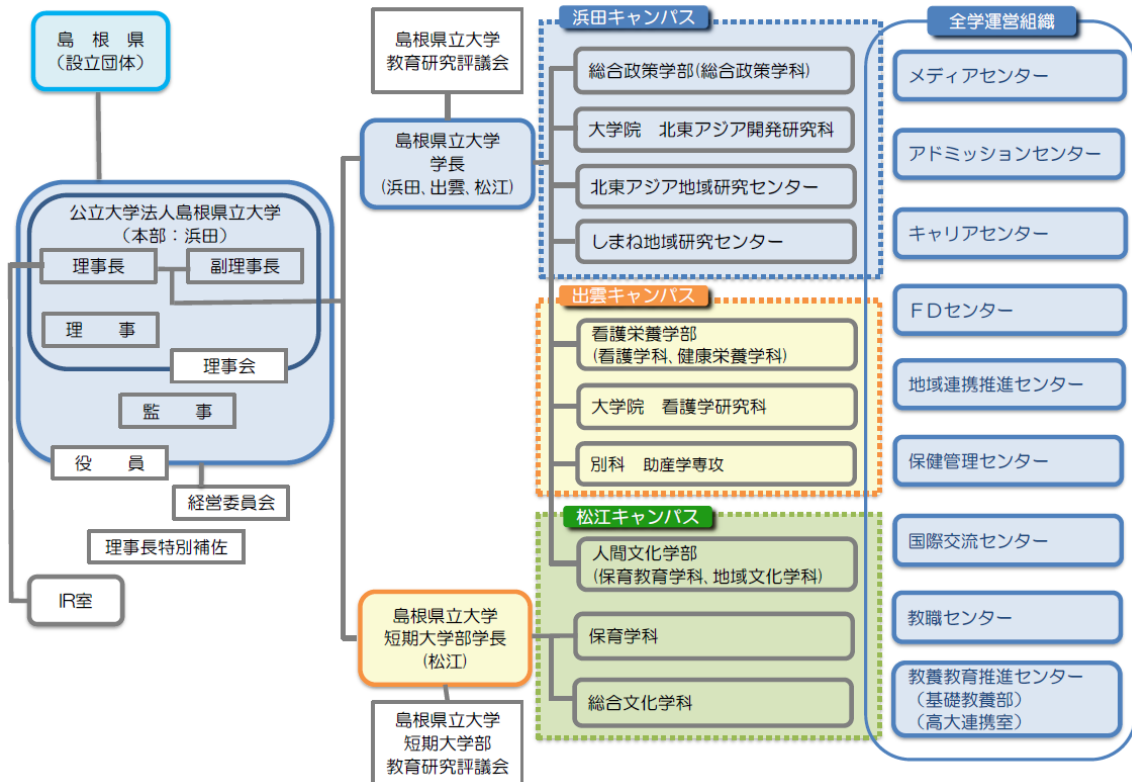 島 根 県
（設立団体）
公立大学法人島根県立大学
（本部：浜田）
理事長
副理事長
理 事
理事会
監 事
役 員
経営委員会
理事長特別補佐
IR室
島根県立大学
教育研究評議会
島根県立大学
学長
(浜田、出雲、松江)
島根県立大学
短期大学部学長
(松江)
島根県立大学
短期大学部
教育研究評議会
浜田キャンパス
総合政策学部(総合政策学科)
大学院 北東アジア開発研究科
北東アジア地域研究センター
しまね地域研究センター
出雲キャンパス
看護栄養学部
(看護学科、健康栄養学科)
大学院 看護学研究科
別科 助産学専攻
松江キャンパス
人間文化学部
(保育教育学科、地域文化学科)
保育学科
総合文化学科
全学運営組織
メディアセンター
アドミッションセンター
キャリアセンター
ＦＤセンター
地域連携推進センター
保健管理センター
国際交流センター
教職センター
教養教育推進センター
（基礎教養部）
（高大連携室）